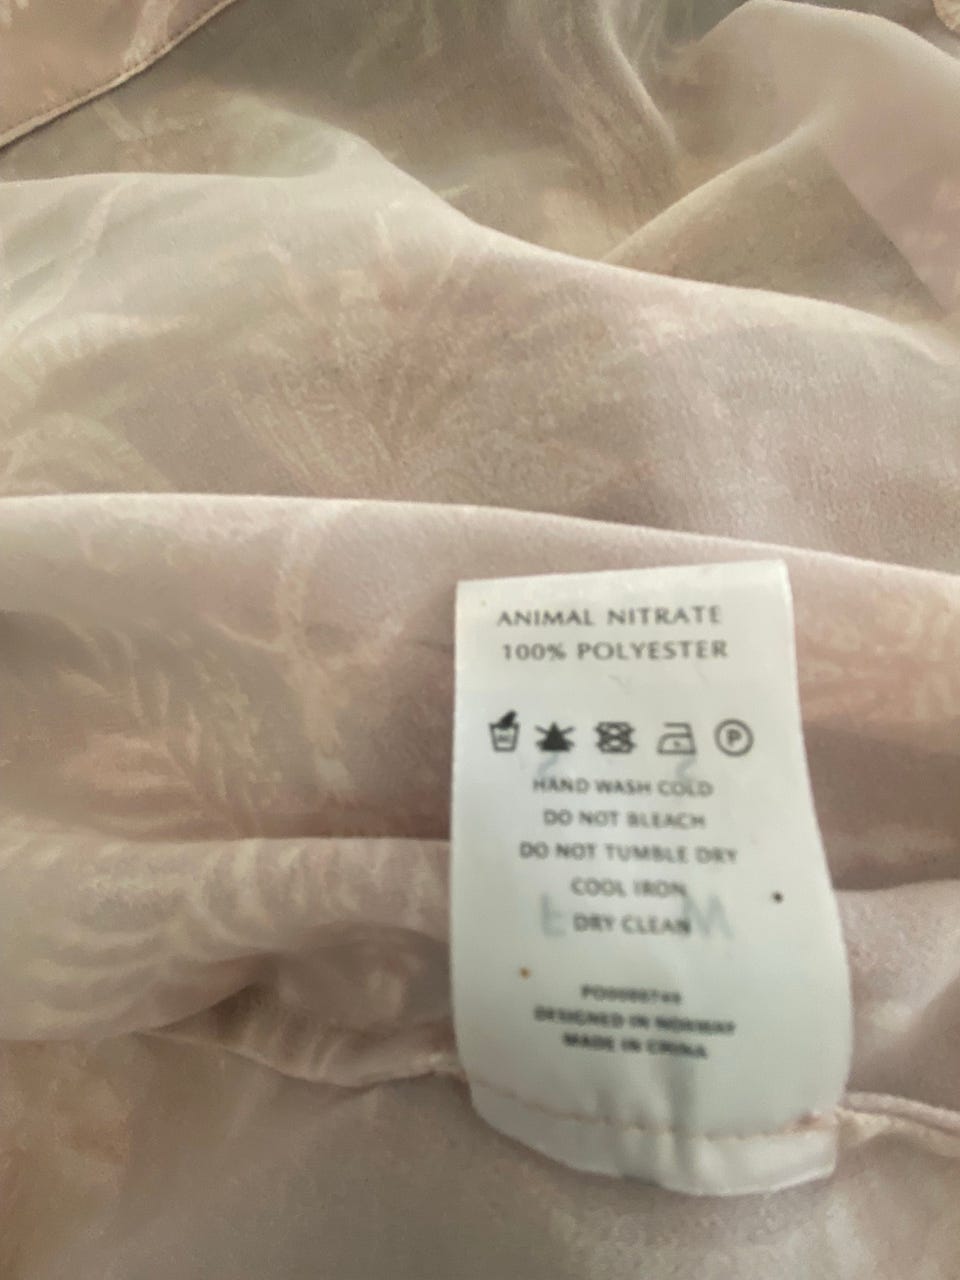 ANIMAL NITRATE
100% POLYESTER
P
HAND WASH COLD
DO NOT BLEACH
DO NOT TUMBLE DRY
COOL IRON
DRY CLEAN
DESIGNED IN NORWAY
MADE IN CHINA